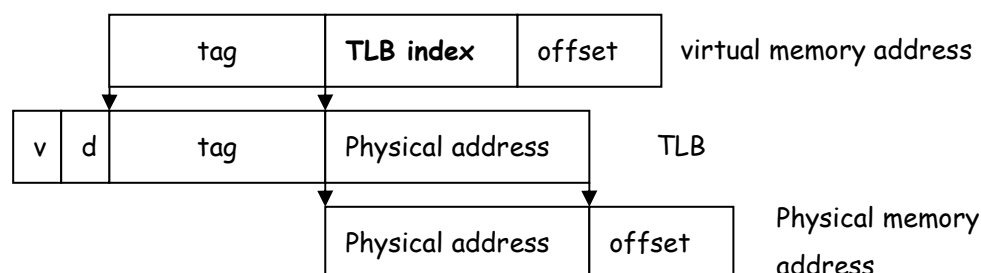 tag TLB index offset virtual memory address
v d tag Physical address TLB
Physical address offset Physical memory
address